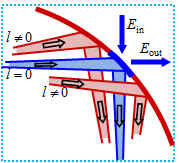 l ≠ 0
E_in
E_out
l = 0
l ≠ 0